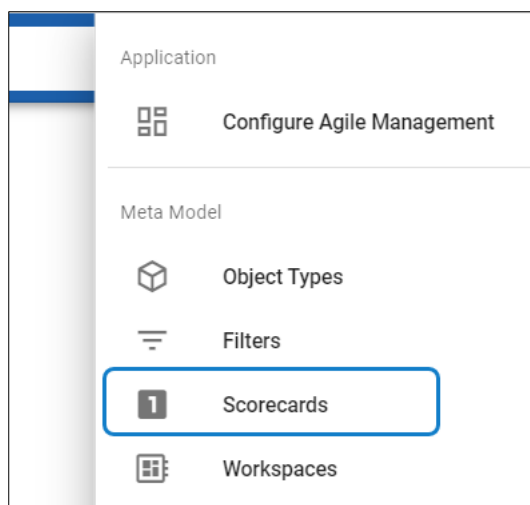 Application
Configure Agile Management
Meta Model
Object Types
Filters
1
Scorecards
Workspaces